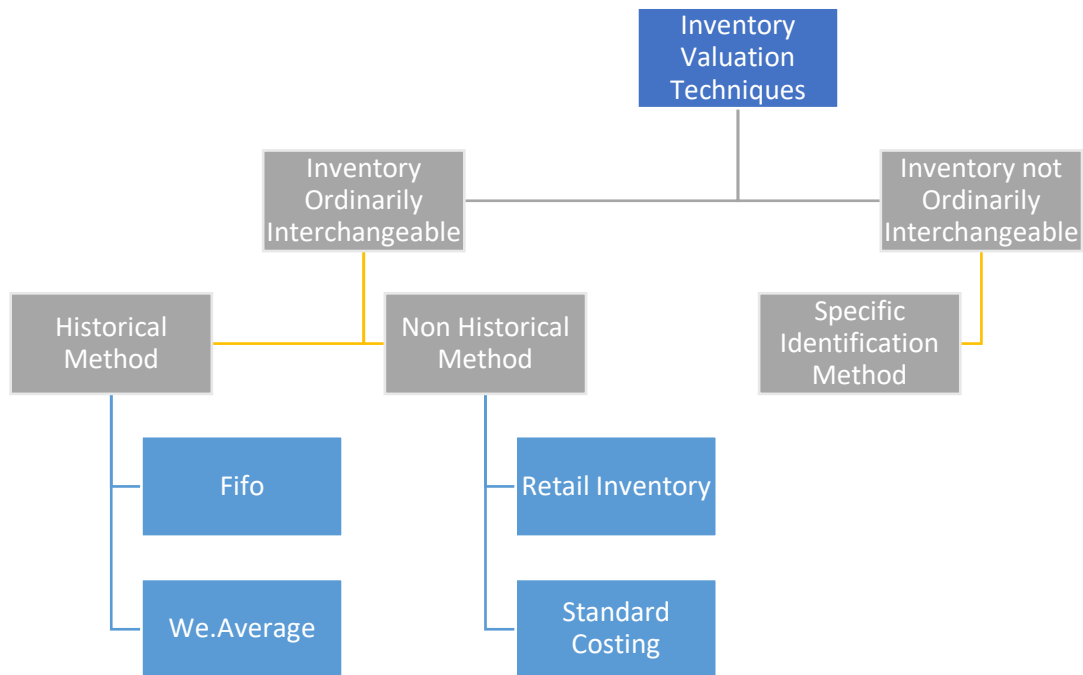 Inventory
Valuation
Techniques
Inventory
Ordinarily
Interchangeable
Inventory not
Ordinarily
Interchangeable
Historical
Method
Non Historical
Method
Specific
Identification
Method
Fifo
Retail Inventory
We.Average
Standard
Costing